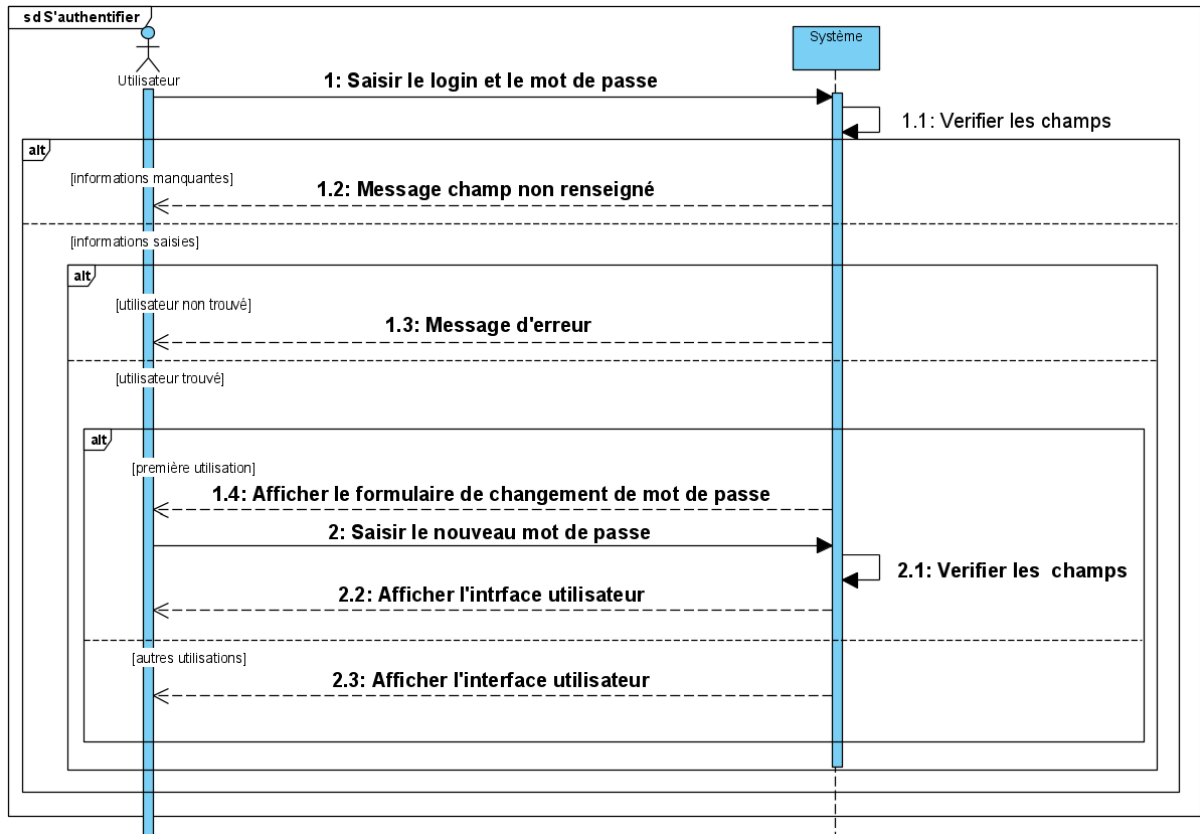 sd S'authentifier
Système
Utilisateur
1: Saisir le login et le mot de passe
1.1: Verifier les champs
alt
[informations manquantes]
1.2: Message champ non renseigné
[informations saisies]
alt
[utilisateur non trouvé]
1.3: Message d'erreur
[utilisateur trouvé]
alt
[première utilisation]
1.4: Afficher le formulaire de changement de mot de passe
2: Saisir le nouveau mot de passe
2.1: Verifier les champs
2.2: Afficher l'intrface utilisateur
[autres utilisations]
2.3: Afficher l'interface utilisateur